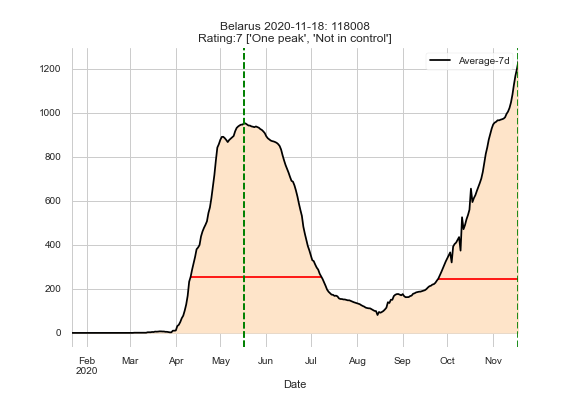 Belarus 2020-11-18: 118008
Rating:7 ['One peak', 'Not in control']
Average-7d
1200
1000
800
600
400
200
0
Feb Mar Apr May Jun Jul Aug Sep Oct Nov
2020
Date